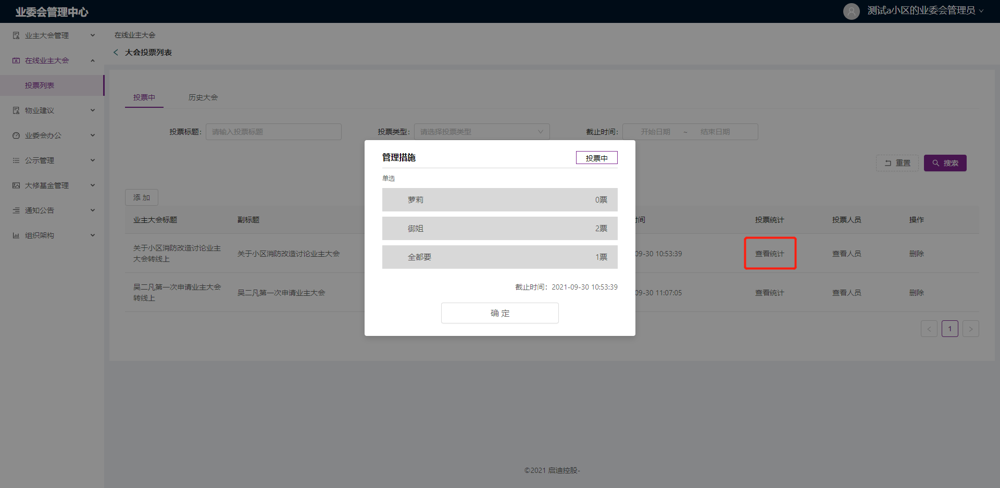 业委会管理中心
测试a小区的业委会管理员
业主大会管理
在线业主大会
投票列表
物业建议
业委会办公
公示管理
大修基金管理
通知公告
组织架构
在线业主大会
大会投票列表
投票中
历史大会
投票标题：
请输入投票标题
投票类型：
请选择投票类型
截止时间：
开始日期 ~ 结束日期
重置
搜索
添 加
业主大会标题
副标题
时间
投票统计
投票人员
操作
关于小区消防改造讨论业主
大会转线上
关于小区消防改造讨论业主大会
09-30 10:53:39
查看统计
查看人员
删除
吴二凡第一次申请业主大会
转线上
吴二凡第一次申请业主大会
09-30 11:07:05
查看统计
查看人员
删除
< 1 >
管理措施
投票中
单选
萝莉 0票
御姐 2票
全都要 1票
截止时间：2021-09-30 10:53:39
确 定
©2021 启迪控股-